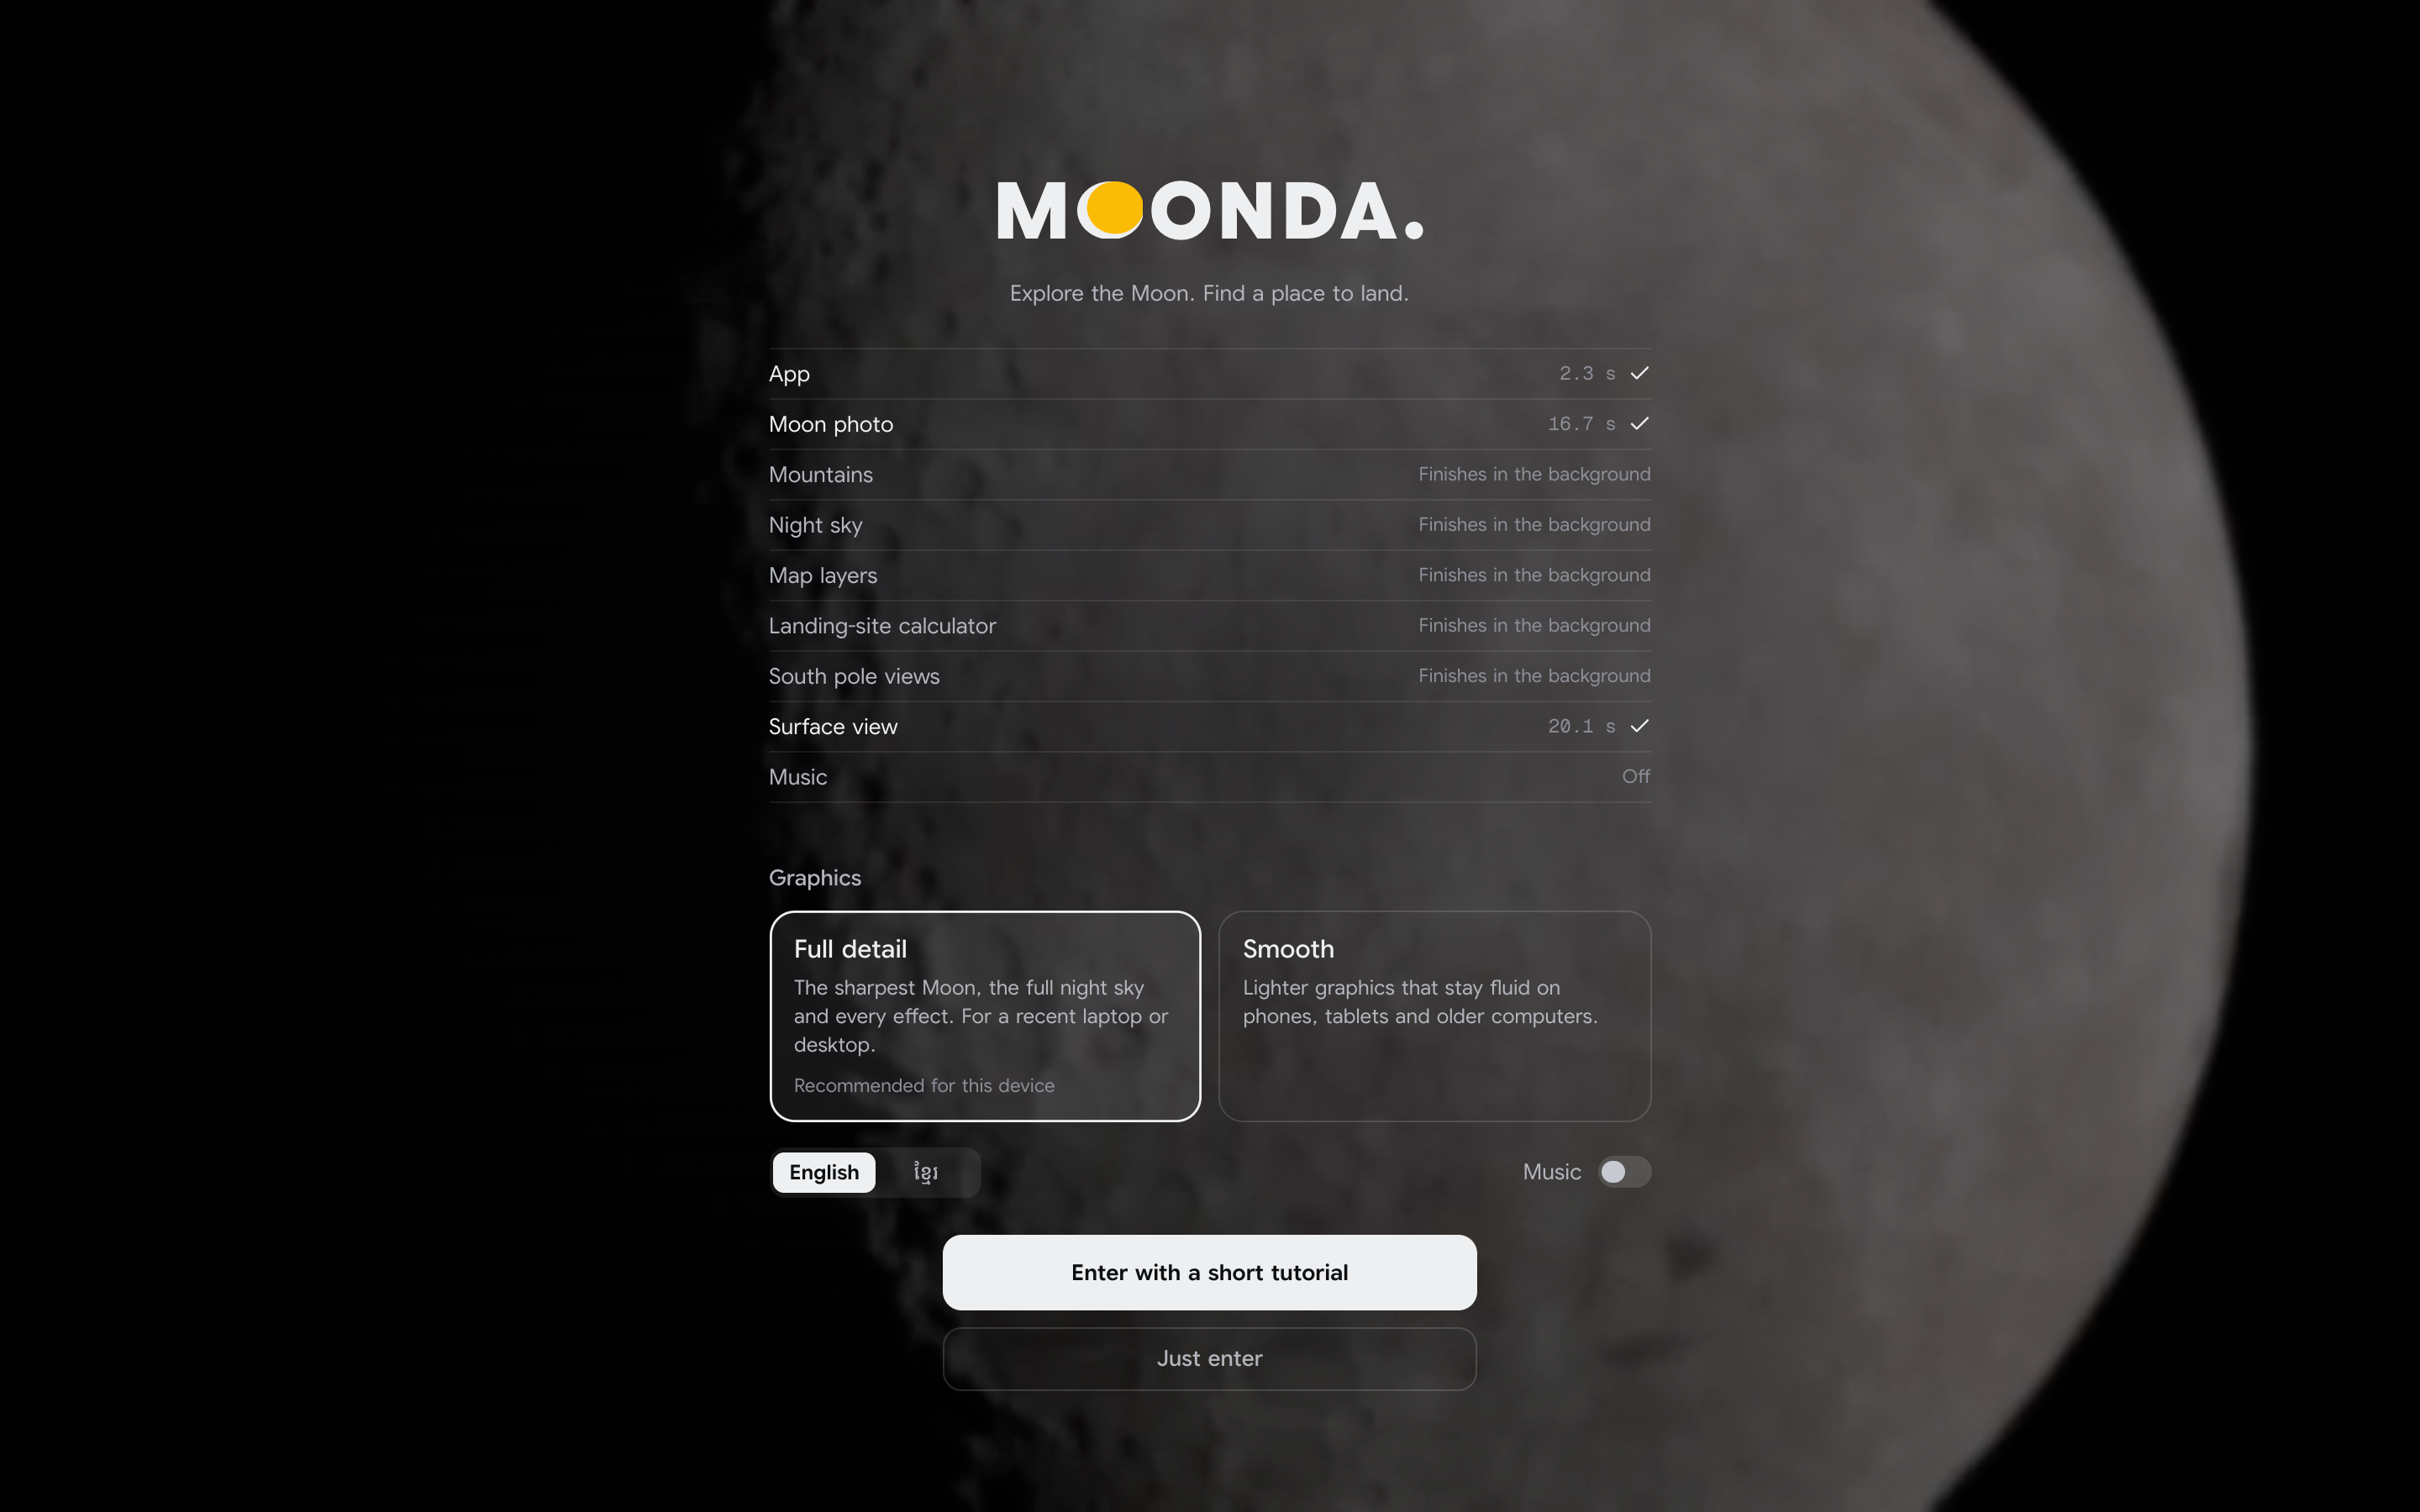 MOONDA.
Explore the Moon. Find a place to land.
App 2.3 s
Moon photo 16.7 s
Mountains Finishes in the background
Night sky Finishes in the background
Map layers Finishes in the background
Landing-site calculator Finishes in the background
South pole views Finishes in the background
Surface view 20.1 s
Music Off
Graphics
Full detail
The sharpest Moon, the full night sky
and every effect. For a recent laptop or
desktop.
Recommended for this device
Smooth
Lighter graphics that stay fluid on
phones, tablets and older computers.
English ខ្មែរ Music
Enter with a short tutorial
Just enter